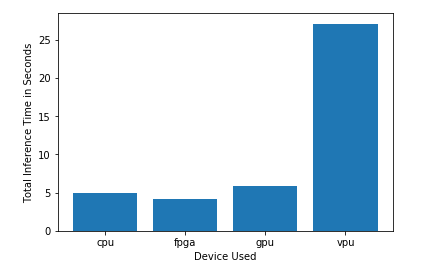 Total Inference Time in Seconds
25
20
15
10
5
0
cpu fpga gpu vpu
Device Used